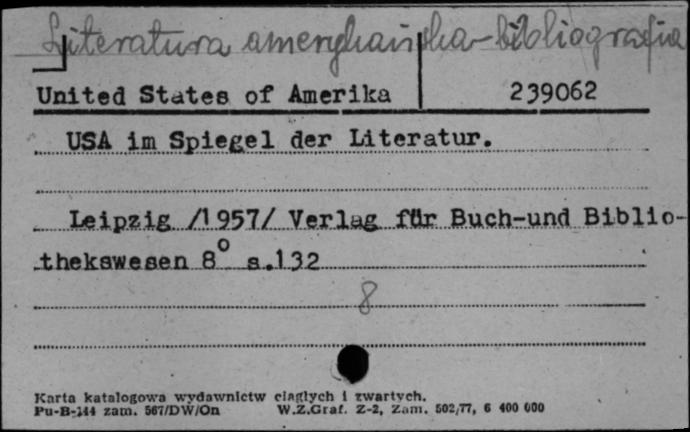 Literatura amerykańska-bibliografia
United States of Amerika 239062
USA im Spiegel der Literatur.
Leipzig /1957/ Verlag für Buch-und Biblio-
thekswesen 8° s.132
8
Karta katalogowa wydawnictw ciągłych i zwartych.
Pu-B-144 zam. 567/DW/On W.Z.Graf. Z-2, Zam. 502/77, 6 400 000